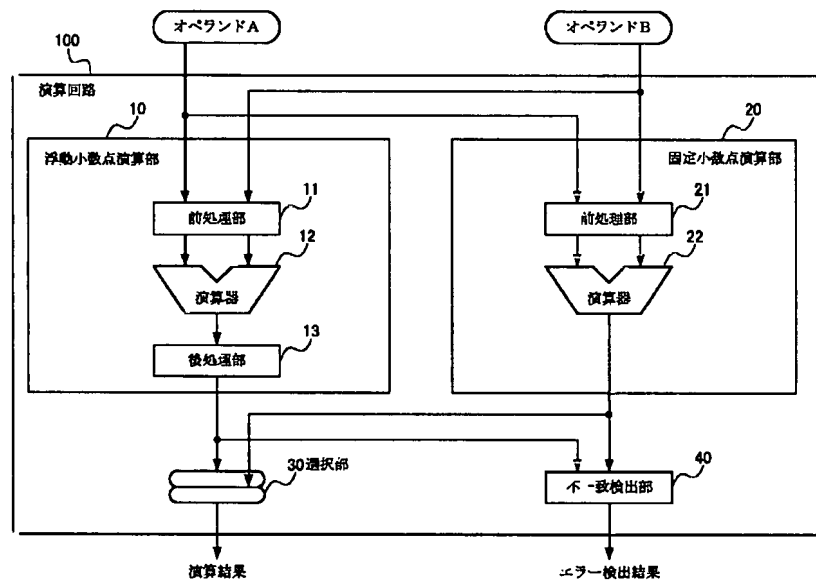 オペランドA
オペランドB
100
演算回路
10
20
浮動小数点演算部
固定小数点演算部
11
21
前処理部
前処理部
12
22
演算器
演算器
13
後処理部
30選択部
40
不一致検出部
演算結果
エラー検出結果